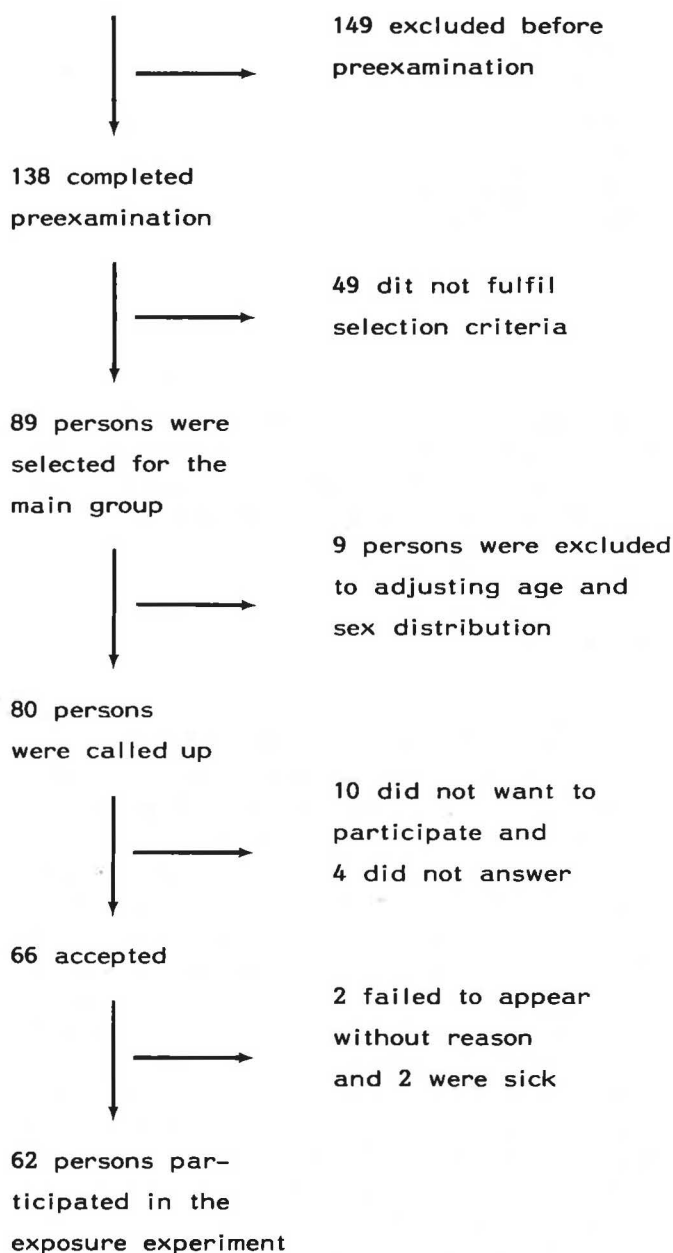 149 excluded before
preexamination
138 completed
preexamination
49 dit not fulfil
selection criteria
89 persons were
selected for the
main group
9 persons were excluded
to adjusting age and
sex distribution
80 persons
were called up
10 did not want to
participate and
4 did not answer
66 accepted
2 failed to appear
without reason
and 2 were sick
62 persons par-
ticipated in the
exposure experiment